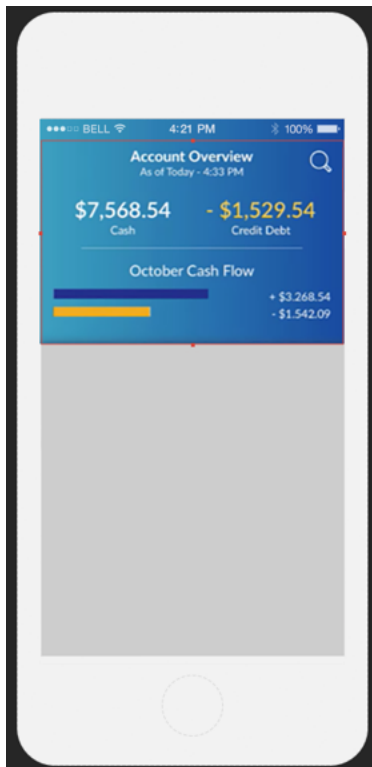 BELL 4:21 PM 100%
Account Overview
As of Today - 4:33 PM
$7,568.54 - $1,529.54
Cash Credit Debt
October Cash Flow
+ $3.268.54
- $1.542.09